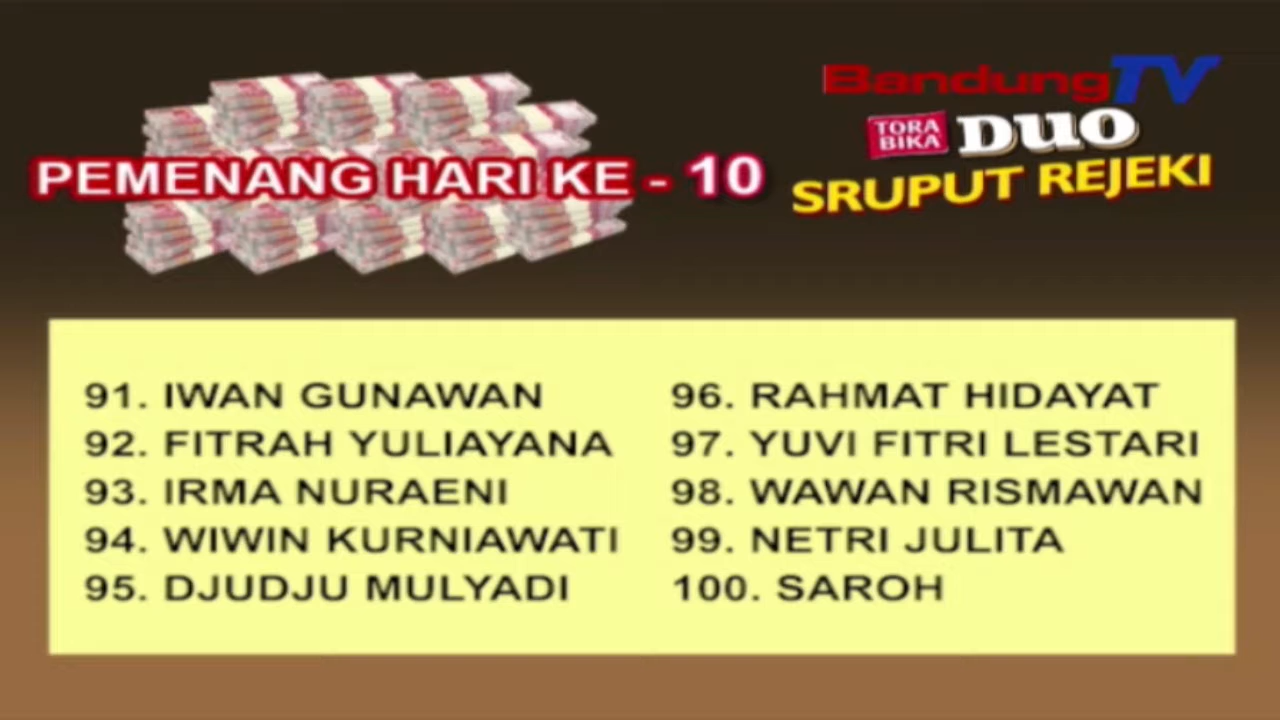 BandungTV
TORA BIKA DUO
SRUPUT REJEKI
PEMENANG HARI KE - 10
91. IWAN GUNAWAN
92. FITRAH YULIAYANA
93. IRMA NURAENI
94. WIWIN KURNIAWATI
95. DJUDJU MULYADI
96. RAHMAT HIDAYAT
97. YUVI FITRI LESTARI
98. WAWAN RISMAWAN
99. NETRI JULITA
100. SAROH